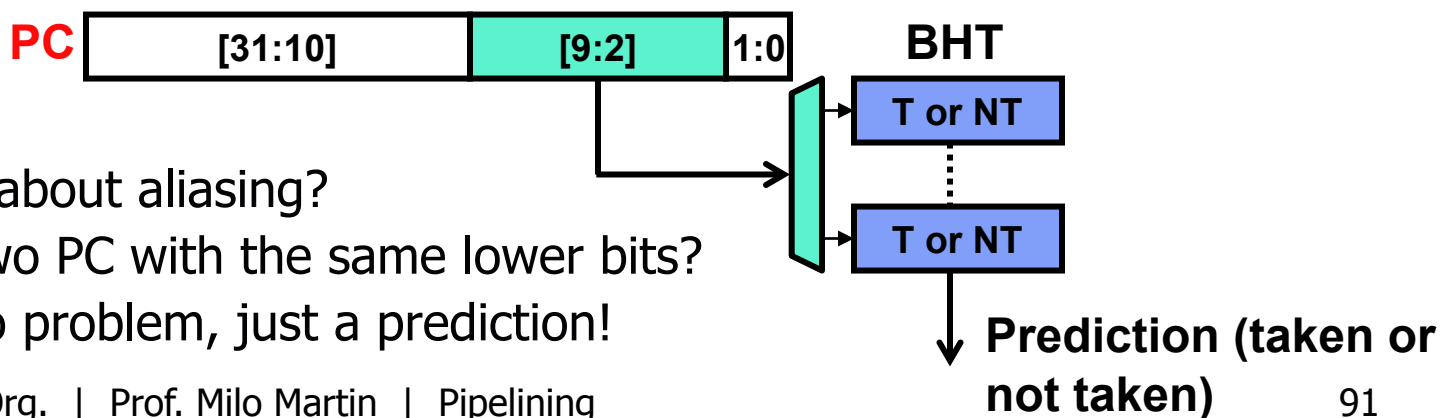 PC [31:10] [9:2] 1:0 BHT
T or NT
about aliasing?
wo PC with the same lower bits?
T or NT
problem, just a prediction!
Prediction (taken or
not taken)
rg. | Prof. Milo Martin | Pipelining 91